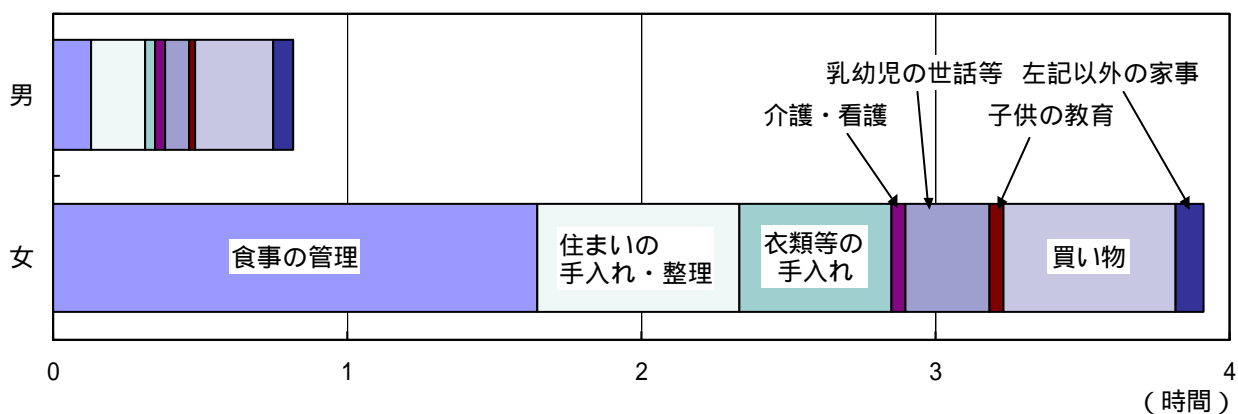 男
乳幼児の世話等 左記以外の家事
介護・看護 子供の教育
女
食事の管理
住まいの
手入れ・整理
衣類等の
手入れ
買い物
0 1 2 3 4
(時間)